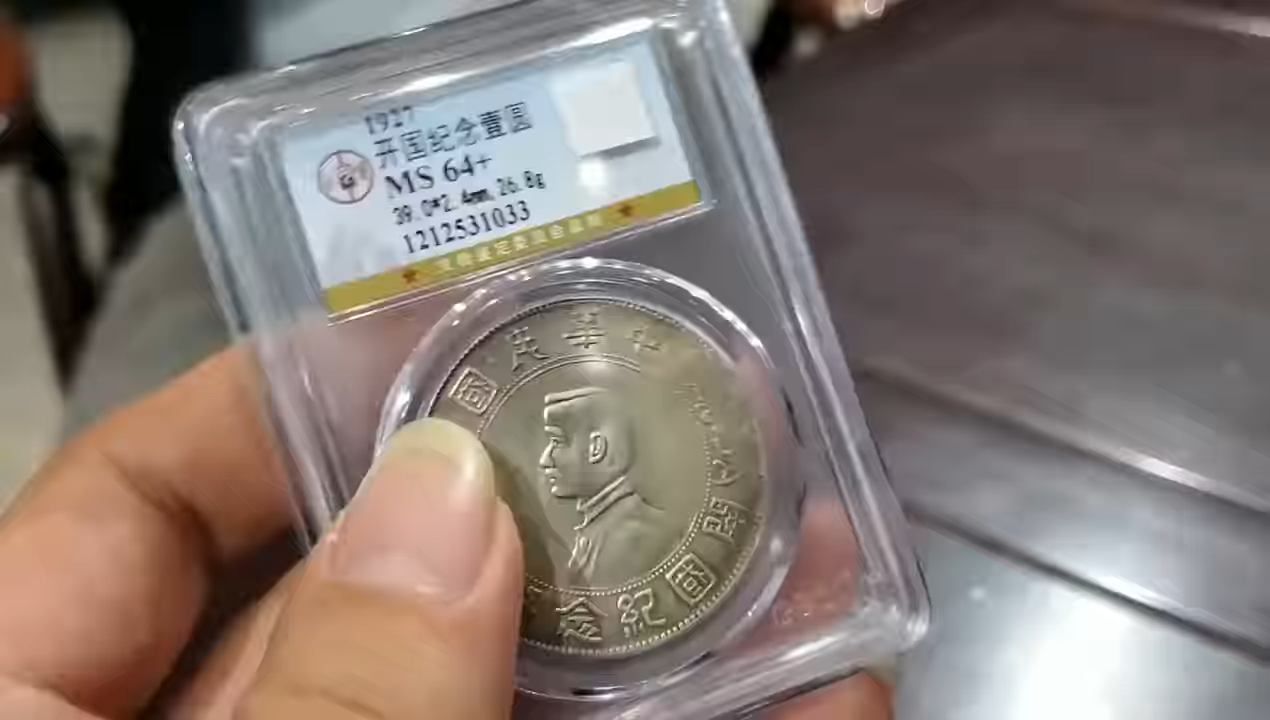 1927
开国纪念壹圆
MS 64+
39.0*2.4mm, 26.8g
1212531033
中華民國
開國紀念